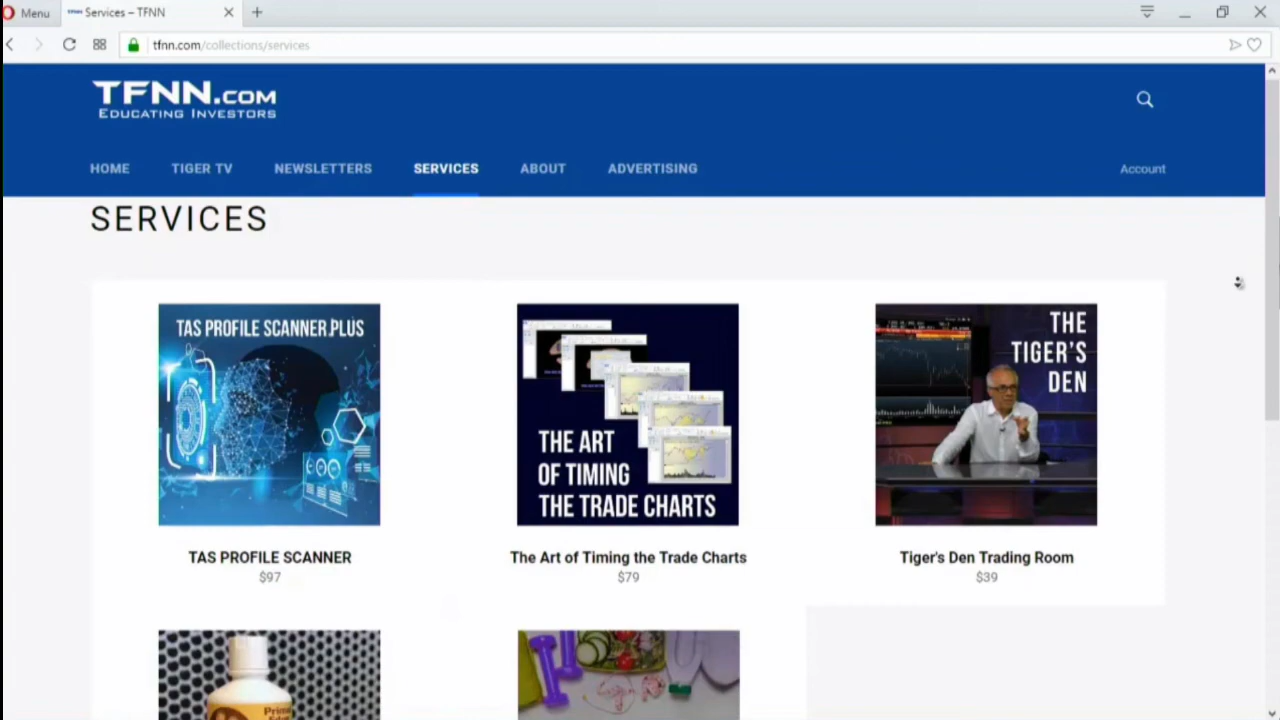 Menu
Services – TFNN
tfnn.com/collections/services
TFNN.COM
EDUCATING INVESTORS
HOME TIGER TV NEWSLETTERS SERVICES ABOUT ADVERTISING Account
SERVICES
TAS PROFILE SCANNER PLUS
THE ART
OF TIMING
THE TRADE CHARTS
THE
TIGER'S
DEN
TAS PROFILE SCANNER
$97
The Art of Timing the Trade Charts
$79
Tiger's Den Trading Room
$39